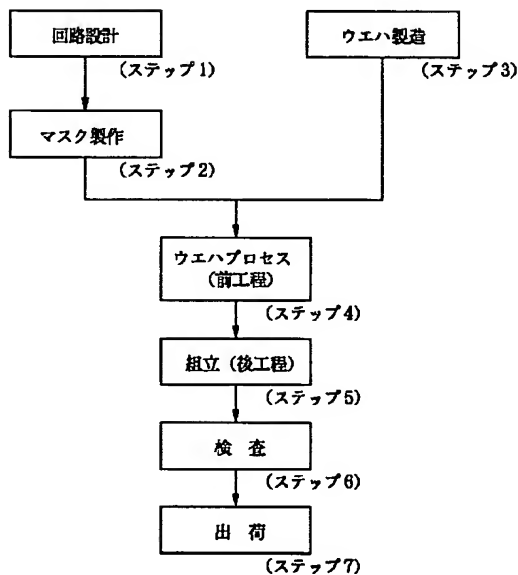 回路設計
(ステップ1)
ウエハ製造
(ステップ3)
マスク製作
(ステップ2)
ウエハプロセス
(前工程)
(ステップ4)
組立(後工程)
(ステップ5)
検 査
(ステップ6)
出 荷
(ステップ7)